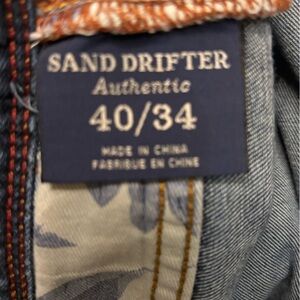 SAND DRIFTER
Authentic
40/34
MADE IN CHINA
FABRIQUE EN CHINE